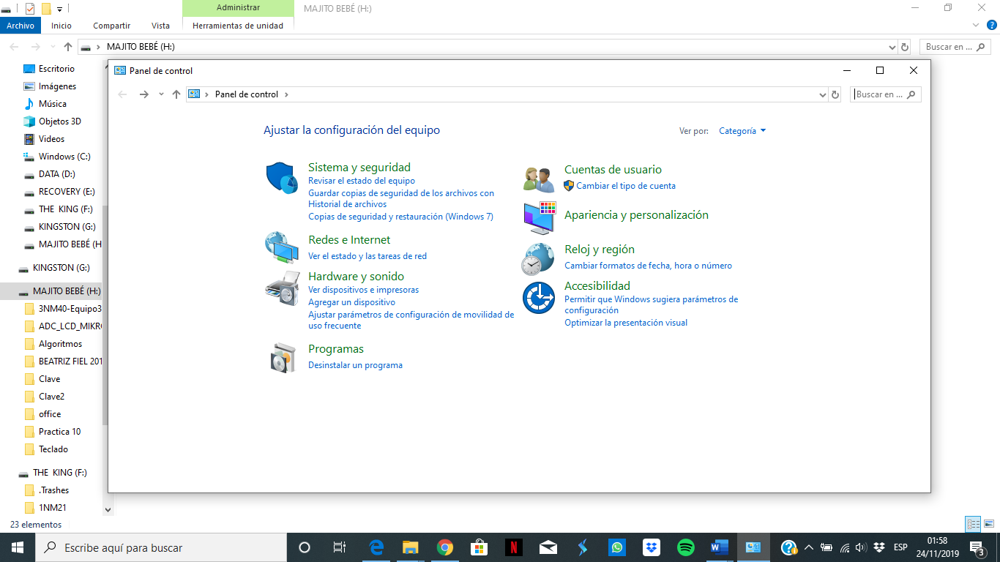 Administrar
MAJITO BEBÉ (H:)
Archivo
Inicio
Compartir
Vista
Herramientas de unidad
MAJITO BEBÉ (H:)
Buscar en ...
Escritorio
Imágenes
Música
Objetos 3D
Videos
Windows (C:)
DATA (D:)
RECOVERY (E:)
THE KING (F:)
KINGSTON (G:)
MAJITO BEBÉ (H
KINGSTON (G:)
MAJITO BEBÉ (H:)
3NM40-Equipo3
ADC_LCD_MIKR
Algoritmos
BEATRIZ FIEL 201
Clave
Clave2
office
Practica 10
Teclado
THE KING (F:)
.Trashes
1NM21
23 elementos
Panel de control
Panel de control
Buscar en ...
Ajustar la configuración del equipo
Ver por:
Categoría
Sistema y seguridad
Revisar el estado del equipo
Guardar copias de seguridad de los archivos con
Historial de archivos
Copias de seguridad y restauración (Windows 7)
Redes e Internet
Ver el estado y las tareas de red
Hardware y sonido
Ver dispositivos e impresoras
Agregar un dispositivo
Ajustar parámetros de configuración de movilidad de
uso frecuente
Programas
Desinstalar un programa
Cuentas de usuario
Cambiar el tipo de cuenta
Apariencia y personalización
Reloj y región
Cambiar formatos de fecha, hora o número
Accesibilidad
Permitir que Windows sugiera parámetros de
configuración
Optimizar la presentación visual
Escribe aquí para buscar
ESP
01:58
24/11/2019
3